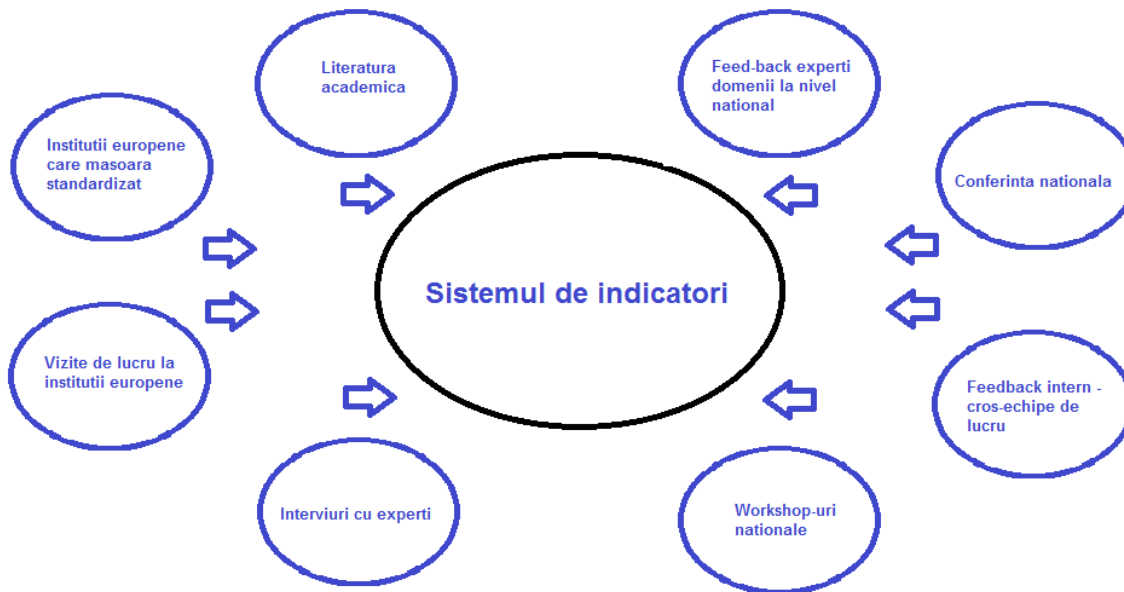 Literatura
academica
Feed-back experti
domenii la nivel
national
Institutii europene
care masoara
standardizat
Conferinta nationala
Sistemul de indicatori
Vizite de lucru la
institutii europene
Feedback intern -
cros-echipe de
lucru
Interviuri cu experti
Workshop-uri
nationale